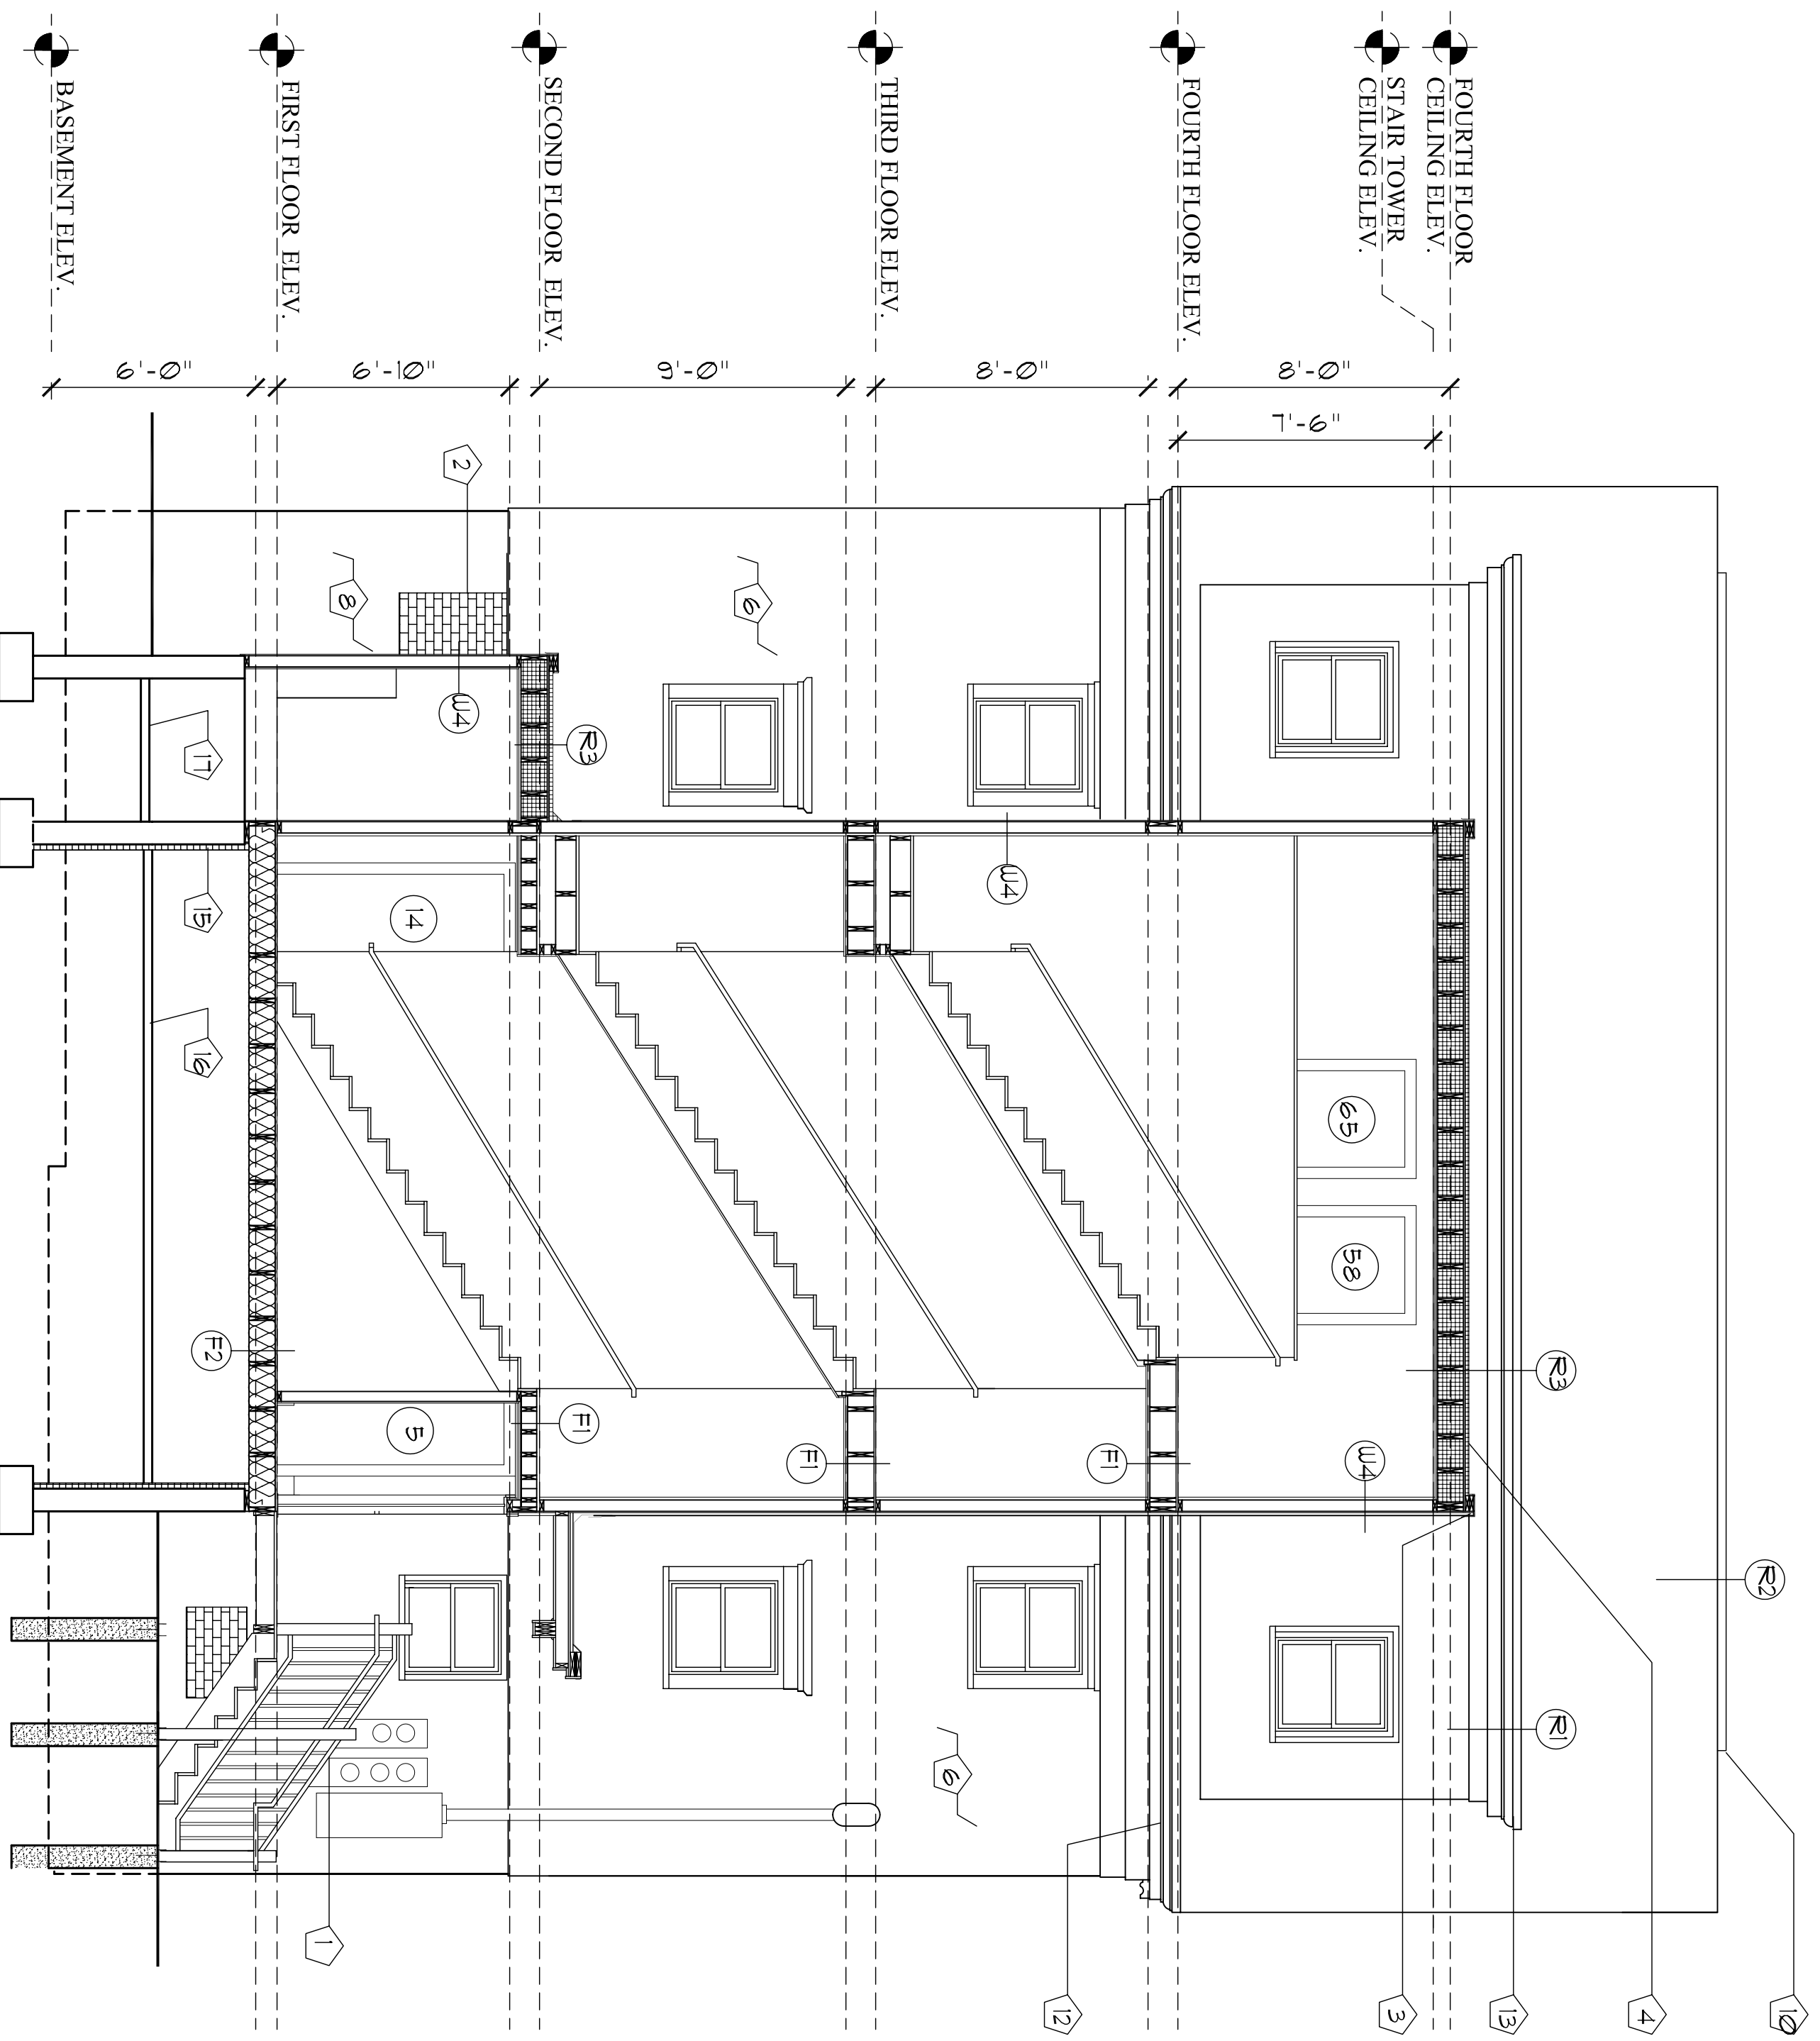 FOURTH FLOOR
CEILING ELEV.
STAIR TOWER
CEILING ELEV.
FOURTH FLOOR ELEV.
THIRD FLOOR ELEV.
SECOND FLOOR ELEV.
FIRST FLOOR ELEV.
BASEMENT ELEV.
8'-0"
7'-6"
8'-0"
9'-0"
6'-10"
6'-0"
10
4
13
3
12
R2
R1
R3
W4
65
58
W4
F1
F1
F1
R3
W4
6
6
2
8
14
5
F2
17
15
16
1